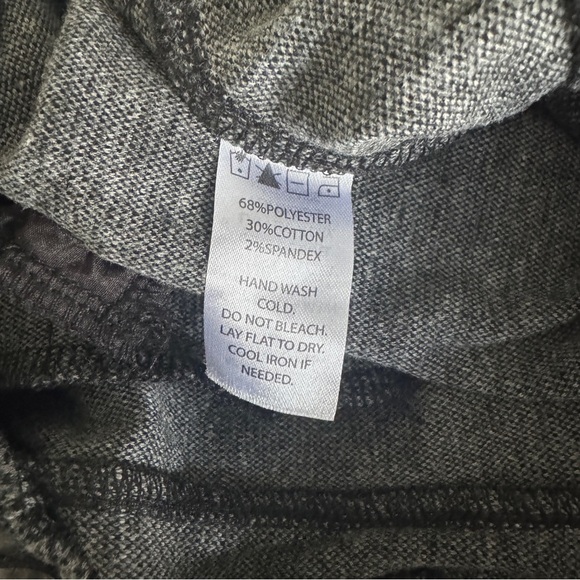 68%POLYESTER
30%COTTON
2%SPANDEX
HAND WASH
COLD.
DO NOT BLEACH.
LAY FLAT TO DRY.
COOL IRON IF
NEEDED.